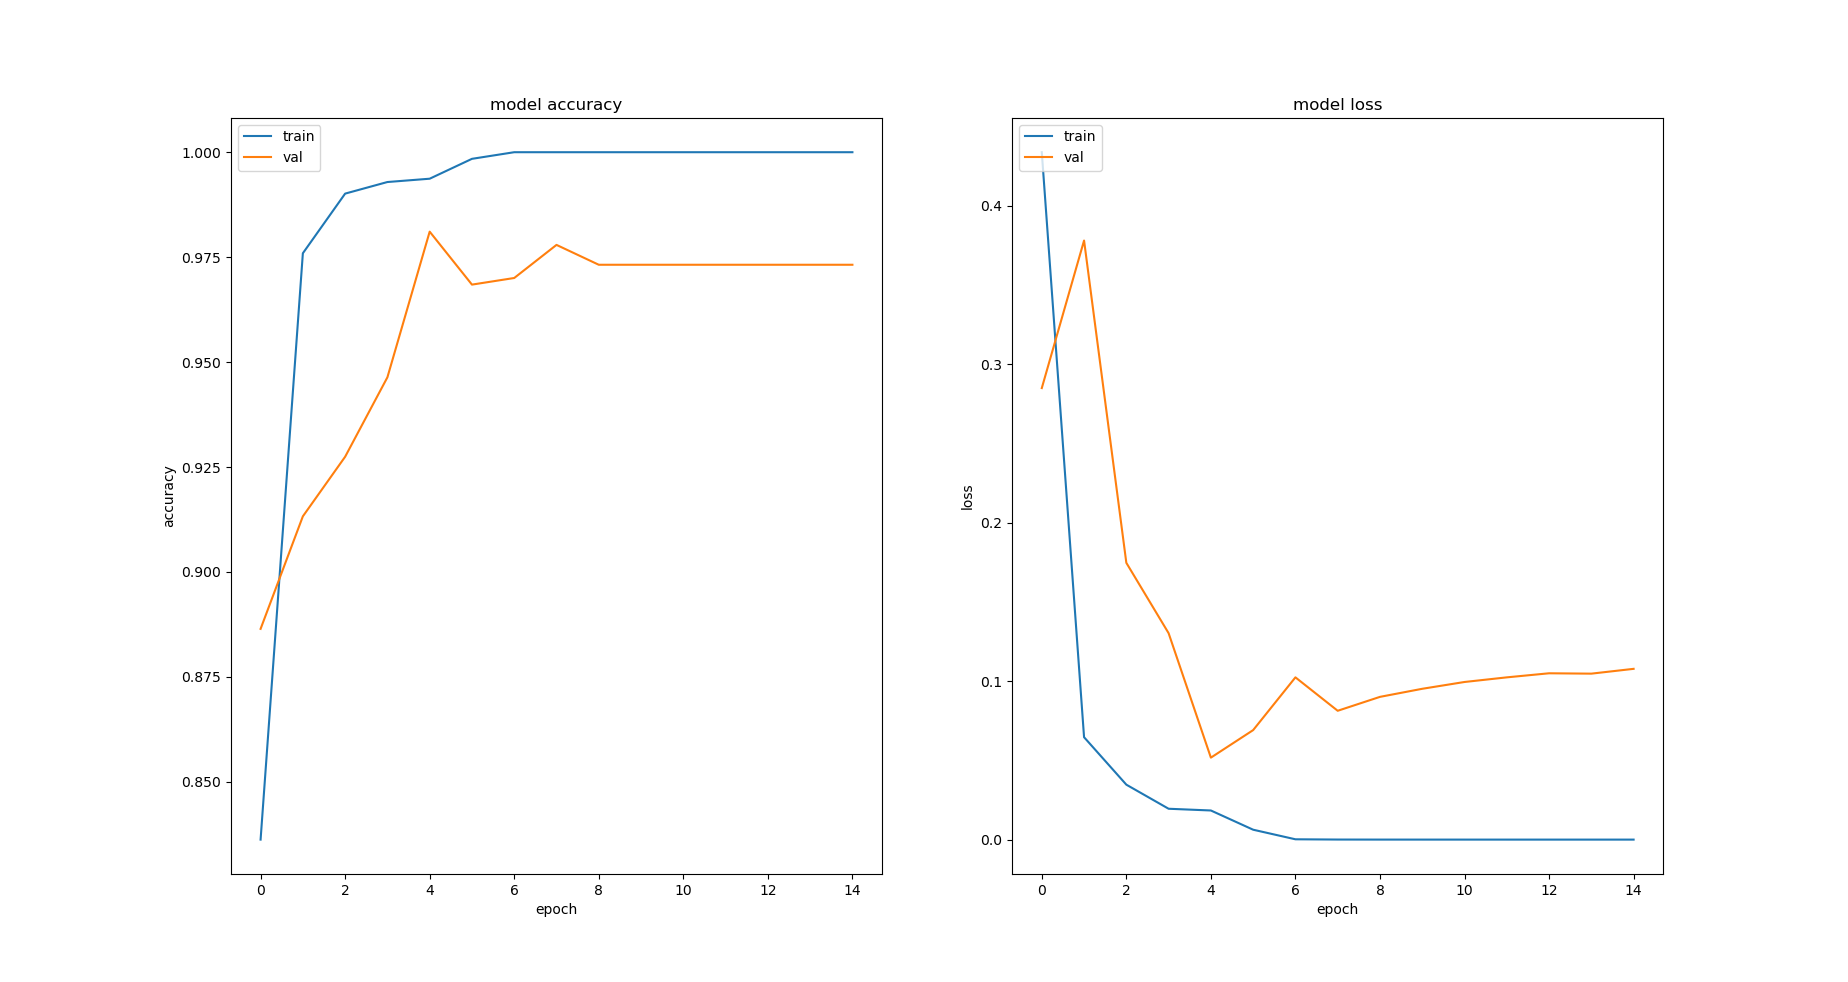 model accuracy
train
val
1.000
0.975
0.950
0.925
0.900
0.875
0.850
accuracy
0 2 4 6 8 10 12 14
epoch
model loss
train
val
0.4
0.3
0.2
0.1
0.0
loss
0 2 4 6 8 10 12 14
epoch